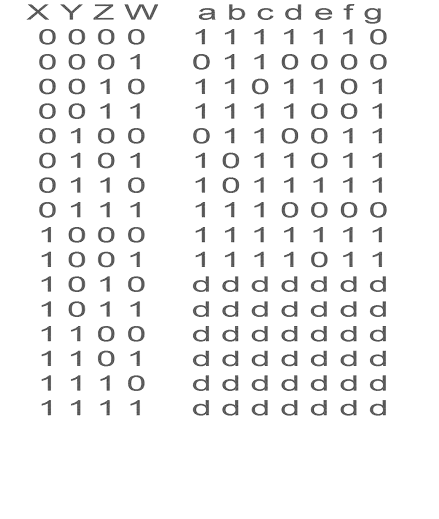 X Y Z W a b c d e f g
0 0 0 0 1 1 1 1 1 1 0
0 0 0 1 0 1 1 0 0 0 0
0 0 1 0 1 1 0 1 1 0 1
0 0 1 1 1 1 1 1 0 0 1
0 1 0 0 0 1 1 0 0 1 1
0 1 0 1 1 0 1 1 0 1 1
0 1 1 0 1 0 1 1 1 1 1
0 1 1 1 1 1 1 0 0 0 0
1 0 0 0 1 1 1 1 1 1 1
1 0 0 1 1 1 1 1 0 1 1
1 0 1 0 d d d d d d d
1 0 1 1 d d d d d d d
1 1 0 0 d d d d d d d
1 1 0 1 d d d d d d d
1 1 1 0 d d d d d d d
1 1 1 1 d d d d d d d